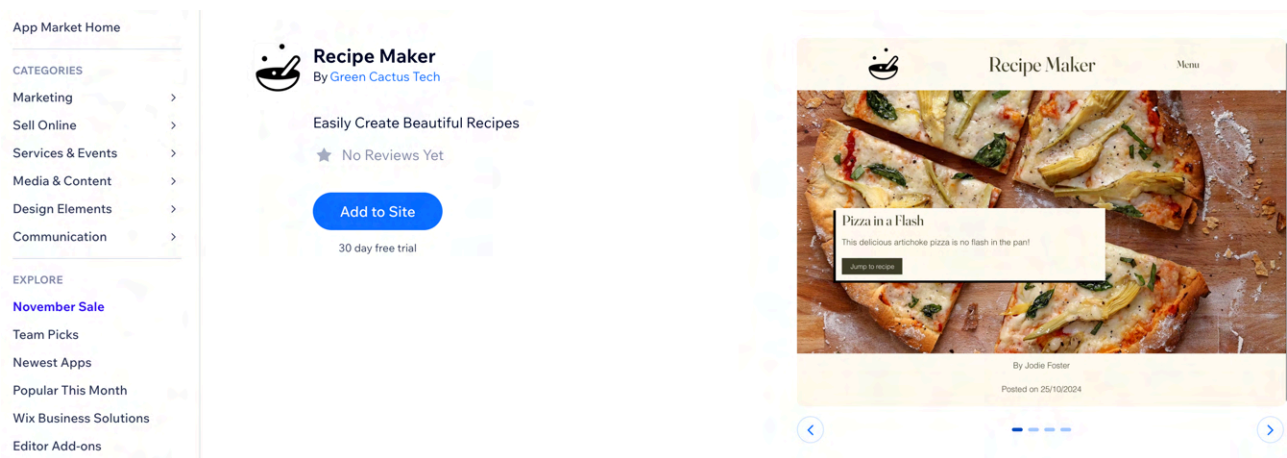 App Market Home
CATEGORIES
Marketing
Sell Online
Services & Events
Media & Content
Design Elements
Communication
EXPLORE
November Sale
Team Picks
Newest Apps
Popular This Month
Wix Business Solutions
Editor Add-ons
Recipe Maker
By Green Cactus Tech
Easily Create Beautiful Recipes
No Reviews Yet
Add to Site
30 day free trial
Recipe Maker
Menu
Pizza in a Flash
This delicious artichoke pizza is no flash in the pan!
Jump to recipe
By Jodie Foster
Posted on 25/10/2024